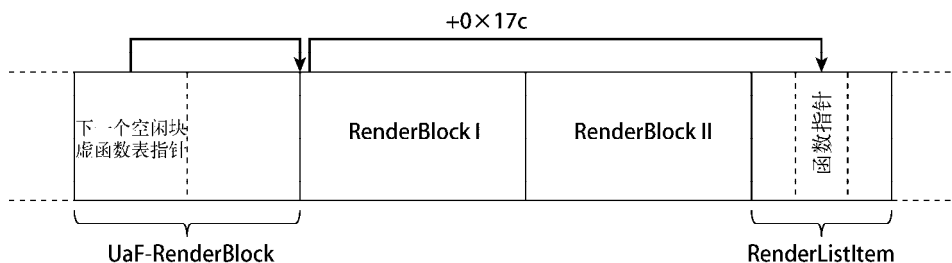 +0×17c
下一个空闲块
虚函数表指针
RenderBlock I
RenderBlock II
函数指针
UaF-RenderBlock
RenderListItem